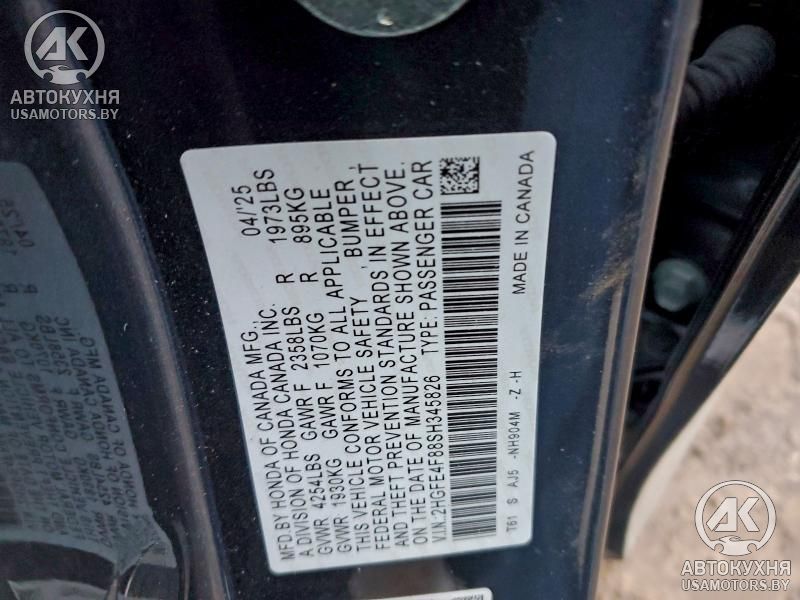 AK
АВТОКУХНЯ
USAMOTORS.BY
MFD.BY HONDA OF CANADA MFG. 04/'25
A DIVISION OF HONDA CANADA INC.
GVWR 4254LBS GAWR F 2358LBS R 1973LBS
GVWR 1930KG GAWR F 1070KG R 895KG
THIS VEHICLE CONFORMS TO ALL APPLICABLE
FEDERAL MOTOR VEHICLE SAFETY , BUMPER ,
AND THEFT PREVENTION STANDARDS IN EFFECT
ON THE DATE OF MANUFACTURE SHOWN ABOVE.
V.I.N.:2HGFE4F88SH345826 TYPE:PASSENGER CAR
T61 S AJ5 -NH904M -Z -H MADE IN CANADA
AK
АВТОКУХНЯ
USAMOTORS.BY